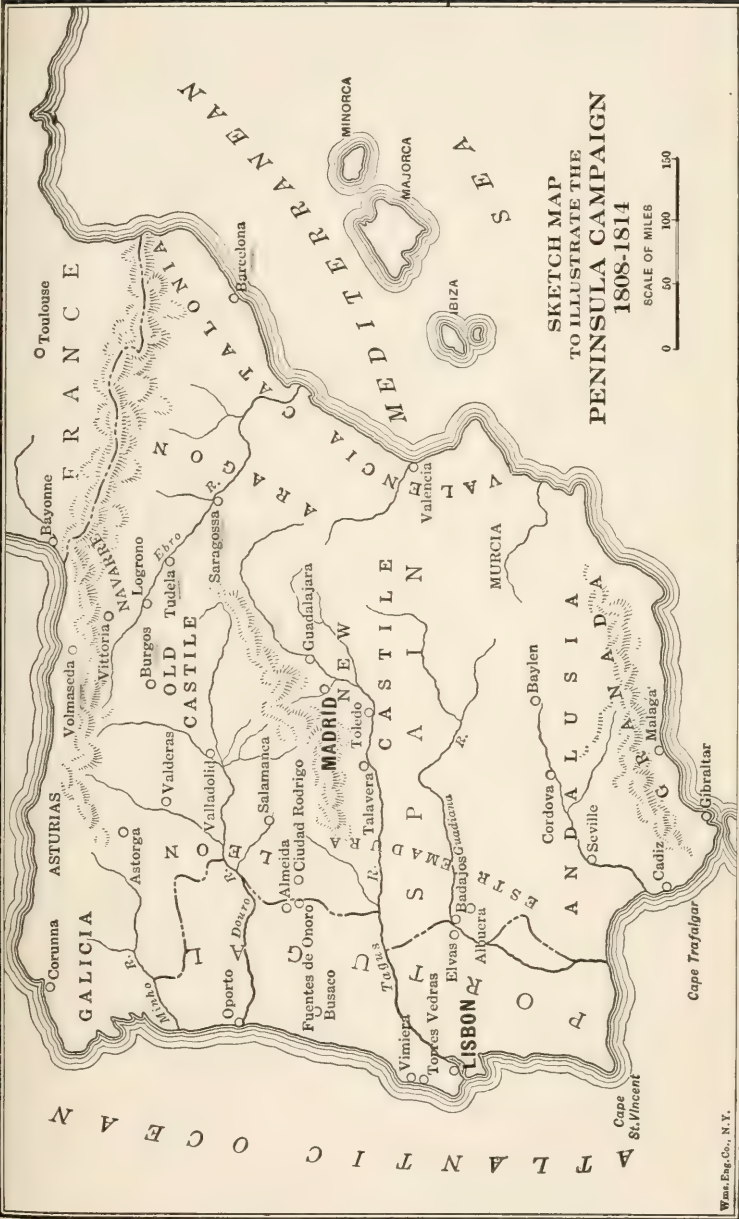 ATLANTIC OCEAN
Corunna
GALICIA
ASTURIAS
Volmaseda
Bayonne
FRANCE
Toulouse
NAVARRE
Vittoria
Logrono
Burgos
Tudela
Ebro
R.
Saragossa
ARAGON
CATALONIA
Barcelona
MEDITERRANEAN
SEA
MINORCA
MAJORCA
IBIZA
Minho
R.
Astorga
Valderas
OLD
CASTILE
LEON
Valladolid
Salamanca
Oporto
Douro
R.
Almeida
Ciudad Rodrigo
Fuentes de Onoro
Busaco
Guadalajara
MADRID
NEW
CASTILE
Toledo
Talavera
R.
Tagus
PORTUGAL
SPAIN
VALENCIA
Valencia
Vimiera
Torres Vedras
LISBON
Elvas
Badajos
Albuera
Guadiana
R.
ESTREMADURA
MURCIA
Baylen
Cordova
ANDALUSIA
Seville
GRANADA
Malaga
Cadiz
Gibraltar
Cape Trafalgar
Cape
St. Vincent
SKETCH MAP
TO ILLUSTRATE THE
PENINSULA CAMPAIGN
1808-1814
SCALE OF MILES
0 50 100 150
Wms. Eng. Co., N.Y.